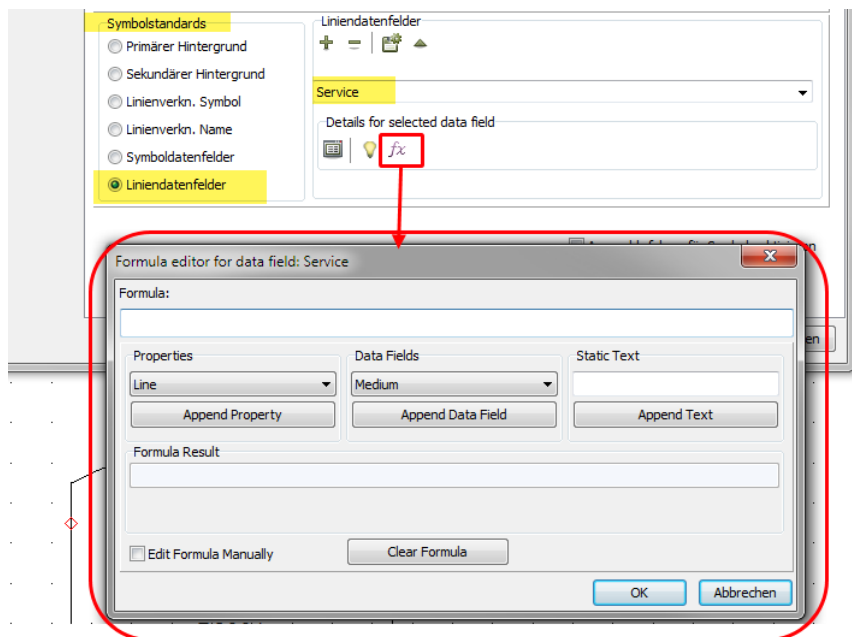 Symbolstandards
Primärer Hintergrund
Sekundärer Hintergrund
Linienverkn. Symbol
Linienverkn. Name
Symboldatenfelder
Liniendatenfelder
Liniendatenfelder
Service
Details for selected data field
fx
Formula editor for data field: Service
Formula:
Properties
Data Fields
Static Text
Line
Medium
Append Property
Append Data Field
Append Text
Formula Result
Edit Formula Manually
Clear Formula
OK
Abbrechen
en